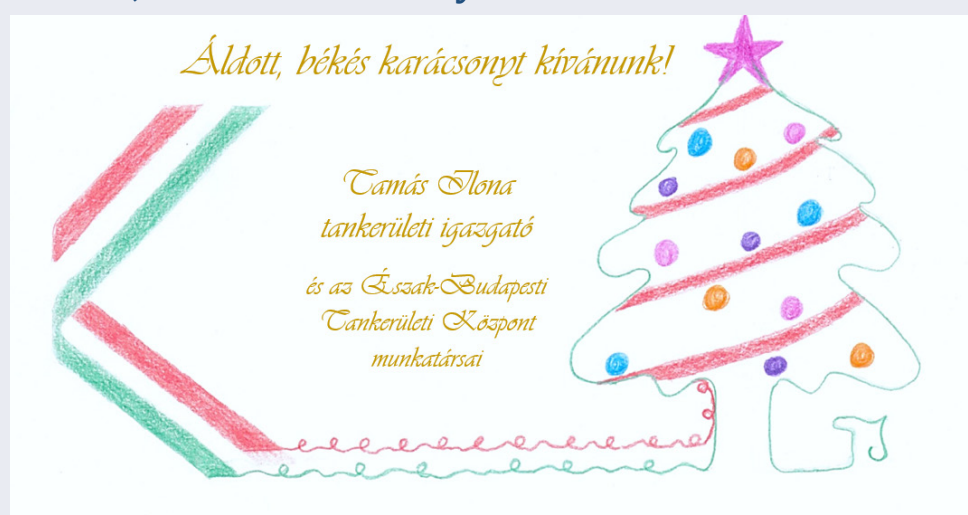 Áldott, békés karácsonyt kívánunk!
Tamás Ilona
tankerületi igazgató
és az Észak-Budapesti
Tankerületi Központ
munkatársai